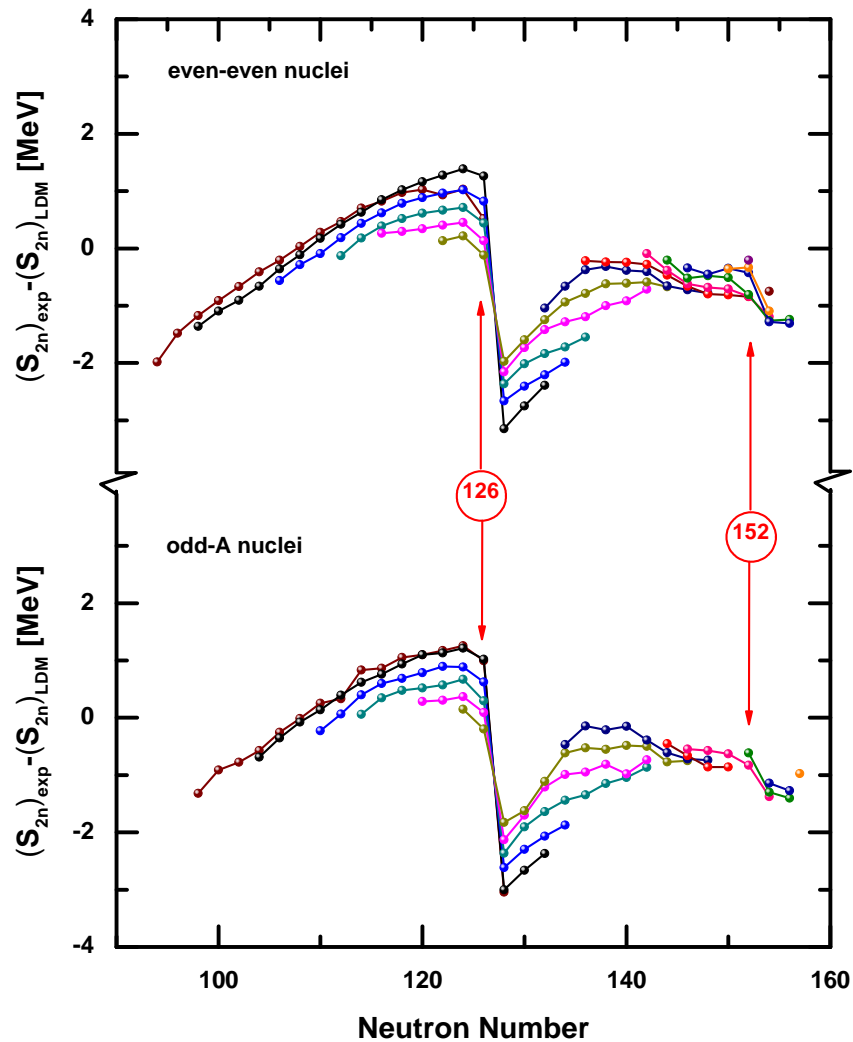 4
even-even nuclei
2
0
-2
(S2n)exp-(S2n)LDM [MeV]
126
152
odd-A nuclei
2
0
-2
-4
(S2n)exp-(S2n)LDM [MeV]
100 120 140 160
Neutron Number